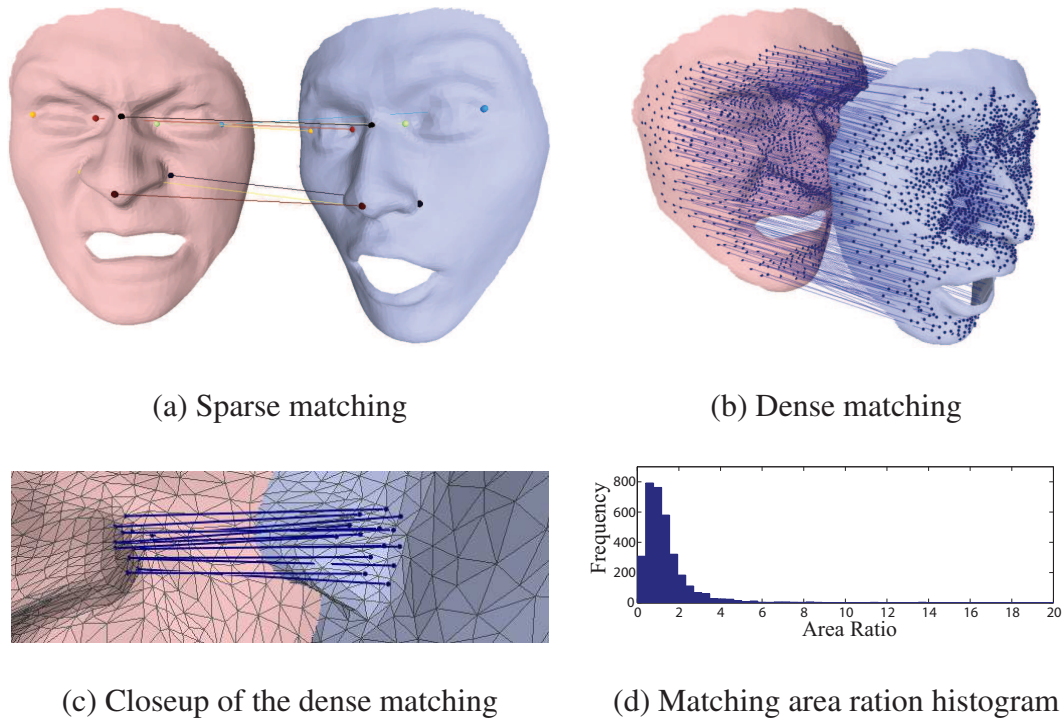 (a) Sparse matching
(b) Dense matching
(c) Closeup of the dense matching
800
600
400
200
0
Frequency
0 2 4 6 8 10 12 14 16 18 20
Area Ratio
(d) Matching area ration histogram